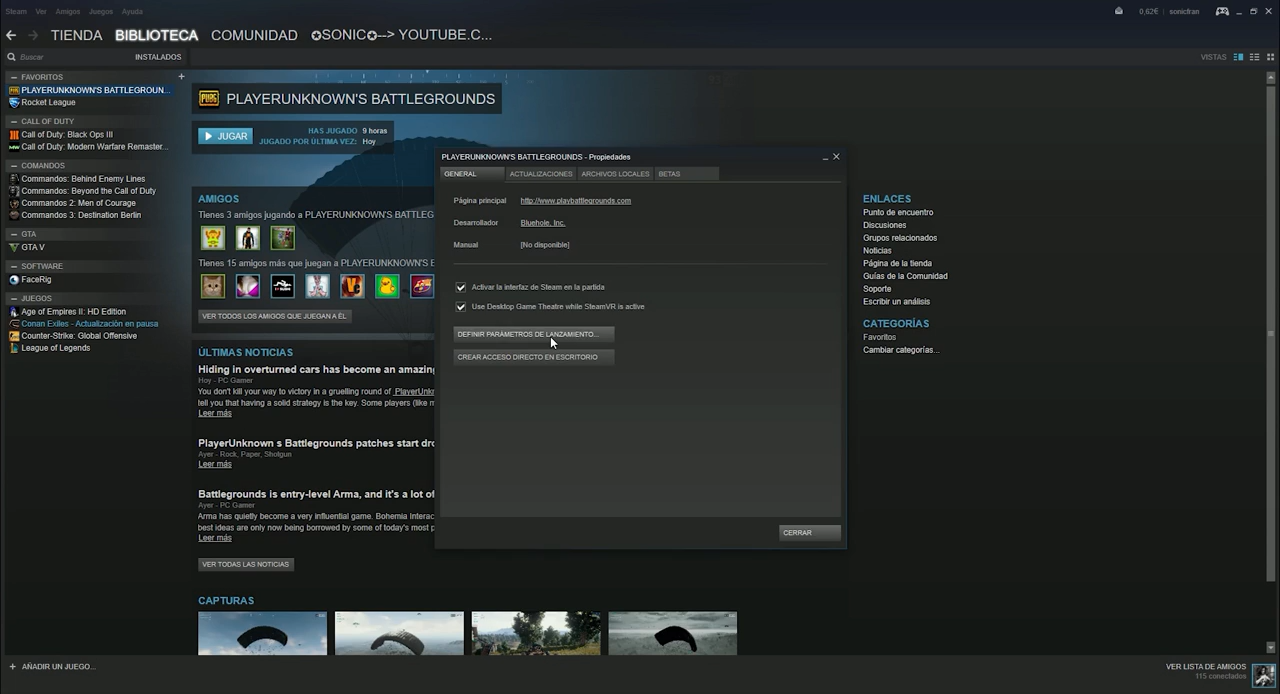 Steam Ver Amigos Juegos Ayuda
0,62€ sonicfran
TIENDA BIBLIOTECA COMUNIDAD ✪SONIC✪--> YOUTUBE.C...
Buscar INSTALADOS
VISTAS
FAVORITOS
PLAYERUNKNOWN'S BATTLEGROUN...
Rocket League
CALL OF DUTY
Call of Duty: Black Ops III
Call of Duty: Modern Warfare Remaster...
COMANDOS
Commandos: Behind Enemy Lines
Commandos: Beyond the Call of Duty
Commandos 2: Men of Courage
Commandos 3: Destination Berlin
GTA
GTA V
SOFTWARE
FaceRig
JUEGOS
Age of Empires II: HD Edition
Conan Exiles - Actualización en pausa
Counter-Strike: Global Offensive
League of Legends
PUBG
PLAYERUNKNOWN'S BATTLEGROUNDS
JUGAR
HAS JUGADO 9 horas
JUGADO POR ÚLTIMA VEZ: Hoy
AMIGOS
Tienes 3 amigos jugando a PLAYERUNKNOWN'S BATTLEG
Tienes 15 amigos más que juegan a PLAYERUNKNOWN'S E
VER TODOS LOS AMIGOS QUE JUEGAN A ÉL
ÚLTIMAS NOTICIAS
Hiding in overturned cars has become an amazing
Hoy - PC Gamer
You don't kill your way to victory in a gruelling round of PlayerUnkn
tell you that having a solid strategy is the key. Some players (like m
Leer más
PlayerUnknown s Battlegrounds patches start dro
Ayer - Rock, Paper, Shotgun
Leer más
Battlegrounds is entry-level Arma, and it's a lot of
Ayer - PC Gamer
Arma has quietly become a very influential game. Bohemia Interac
best ideas are only now being borrowed by some of today's most p
Leer más
VER TODAS LAS NOTICIAS
CAPTURAS
PLAYERUNKNOWN'S BATTLEGROUNDS - Propiedades
GENERAL ACTUALIZACIONES ARCHIVOS LOCALES BETAS
Página principal http://www.playbattlegrounds.com
Desarrollador Bluehole, Inc.
Manual [No disponible]
Activar la interfaz de Steam en la partida
Use Desktop Game Theatre while SteamVR is active
DEFINIR PARÁMETROS DE LANZAMIENTO...
CREAR ACCESO DIRECTO EN ESCRITORIO
CERRAR
ENLACES
Punto de encuentro
Discusiones
Grupos relacionados
Noticias
Página de la tienda
Guías de la Comunidad
Soporte
Escribir un análisis
CATEGORÍAS
Favoritos
Cambiar categorías...
AÑADIR UN JUEGO...
VER LISTA DE AMIGOS
115 conectados